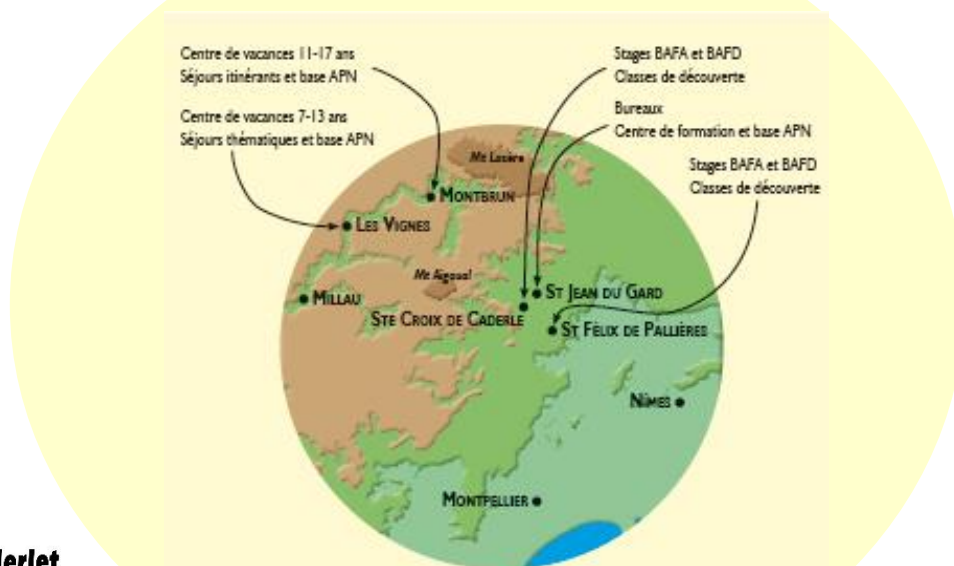 Centre de vacances 11-17 ans
Séjours itinérants et base APN
Centre de vacances 7-13 ans
Séjours thématiques et base APN
Stages BAFA et BAFD
Classes de découverte
Bureaux
Centre de formation et base APN
Stages BAFA et BAFD
Classes de découverte
Mt Lozère
MONTBRUN
LES VIGNES
Mt Aigoual
MILLAU
ST JEAN DU GARD
STE CROIX DE CADERLE
ST FÉLIX DE PALLIÈRES
NÎMES
MONTPELLIER